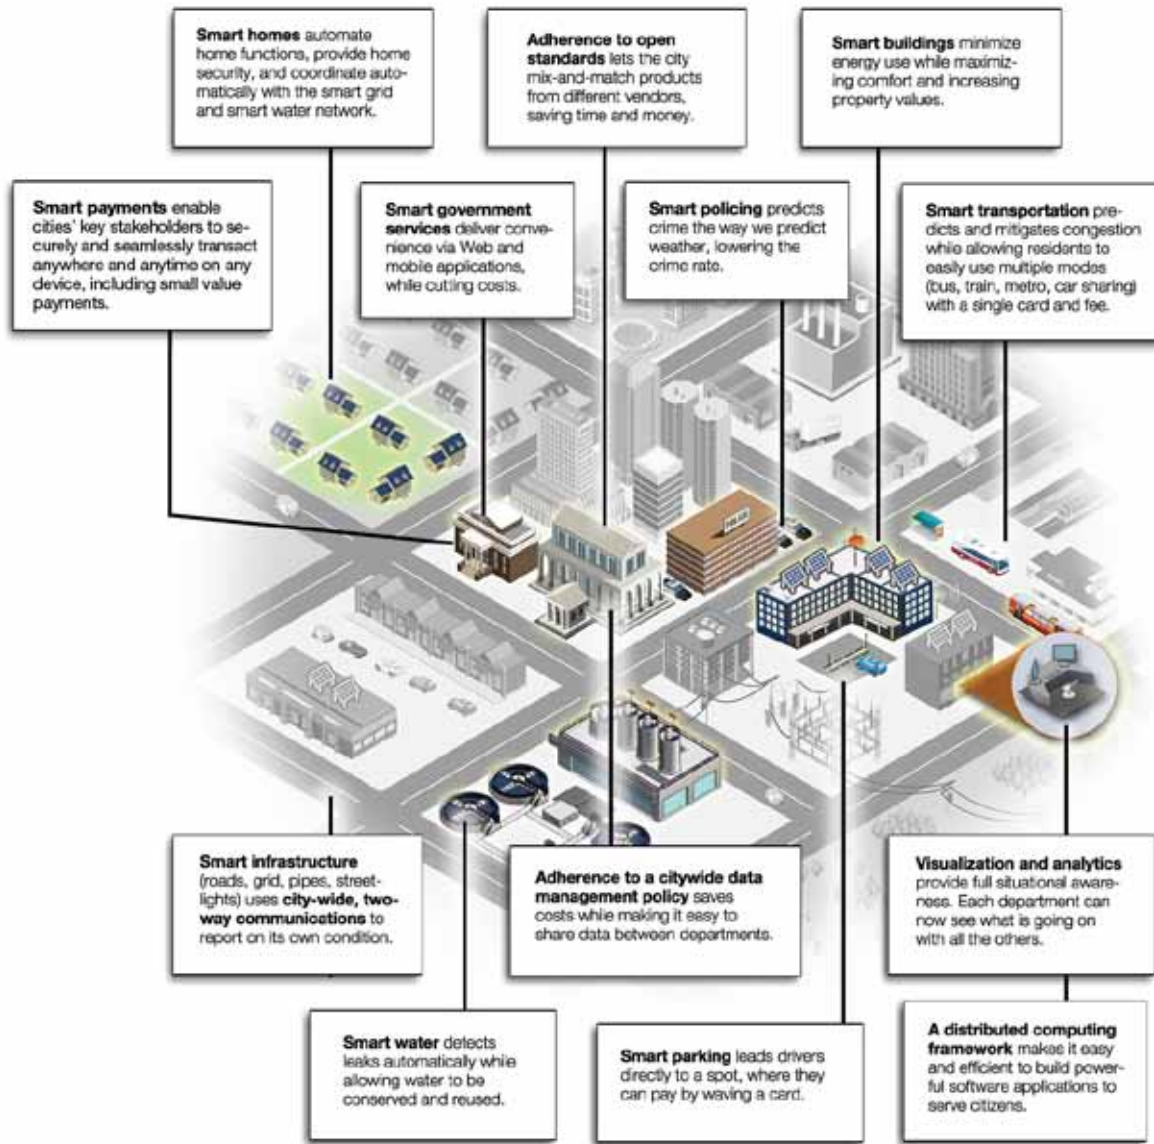 Smart homes automate
home functions, provide home
security, and coordinate auto-
matically with the smart grid
and smart water network.
Adherence to open
standards lets the city
mix-and-match products
from different vendors,
saving time and money.
Smart buildings minimize
energy use while maximiz-
ing comfort and increasing
property values.
Smart payments enable
cities' key stakeholders to se-
curely and seamlessly transact
anywhere and anytime on any
device, including small value
payments.
Smart government
services deliver conve-
nience via Web and
mobile applications,
while cutting costs.
Smart policing predicts
crime the way we predict
weather, lowering the
crime rate.
Smart transportation pre-
dicts and mitigates congestion
while allowing residents to
easily use multiple modes
(bus, train, metro, car sharing)
with a single card and fee.
Smart infrastructure
(roads, grid, pipes, street-
lights) uses city-wide, two-
way communications to
report on its own condition.
Adherence to a citywide data
management policy saves
costs while making it easy to
share data between departments.
Visualization and analytics
provide full situational aware-
ness. Each department can
now see what is going on
with all the others.
Smart water detects
leaks automatically while
allowing water to be
conserved and reused.
Smart parking leads drivers
directly to a spot, where they
can pay by waving a card.
A distributed computing
framework makes it easy
and efficient to build power-
ful software applications to
serve citizens.